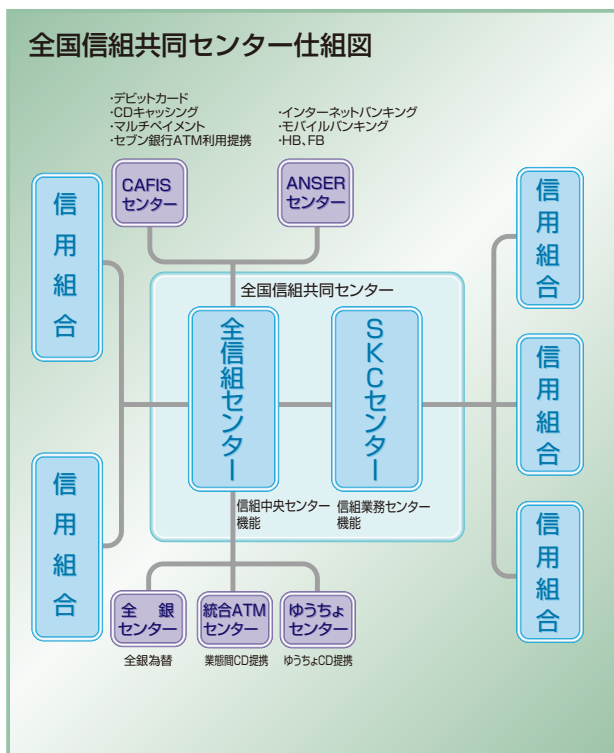 全国信組共同センター仕組図
・デビットカード
・CDキャッシング
・マルチペイメント
・セブン銀行ATM利用提携
・インターネットバンキング
・モバイルバンキング
・HB、FB
CAFIS
センター
ANSER
センター
信用組合
信用組合
全国信組共同センター
全信組センター
SKCセンター
信組中央センター
機能
信組業務センター
機能
信用組合
信用組合
信用組合
全銀
センター
統合ATM
センター
ゆうちょ
センター
全銀為替
業態間CD提携
ゆうちょCD提携